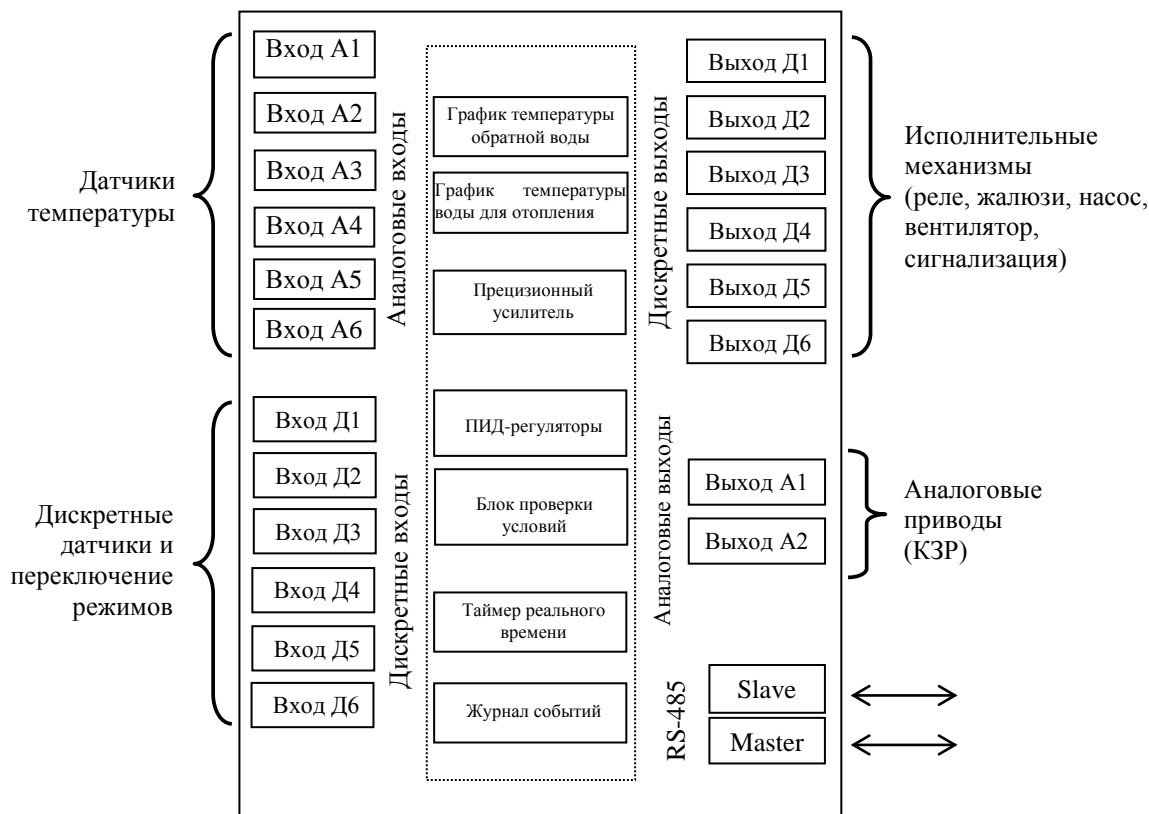 Датчики
температуры
Вход А1
Вход А2
Вход А3
Вход А4
Вход А5
Вход А6
Аналоговые входы
Дискретные
датчики и
переключение
режимов
Вход Д1
Вход Д2
Вход Д3
Вход Д4
Вход Д5
Вход Д6
Дискретные входы
График температуры
обратной воды
График температуры
воды для отопления
Прецизионный
усилитель
ПИД-регуляторы
Блок проверки
условий
Таймер реального
времени
Журнал событий
Дискретные выходы
Выход Д1
Выход Д2
Выход Д3
Выход Д4
Выход Д5
Выход Д6
Исполнительные
механизмы
(реле, жалюзи, насос,
вентилятор,
сигнализация)
Аналоговые выходы
Выход А1
Выход А2
Аналоговые
приводы
(КЗР)
RS-485
Slave
Master